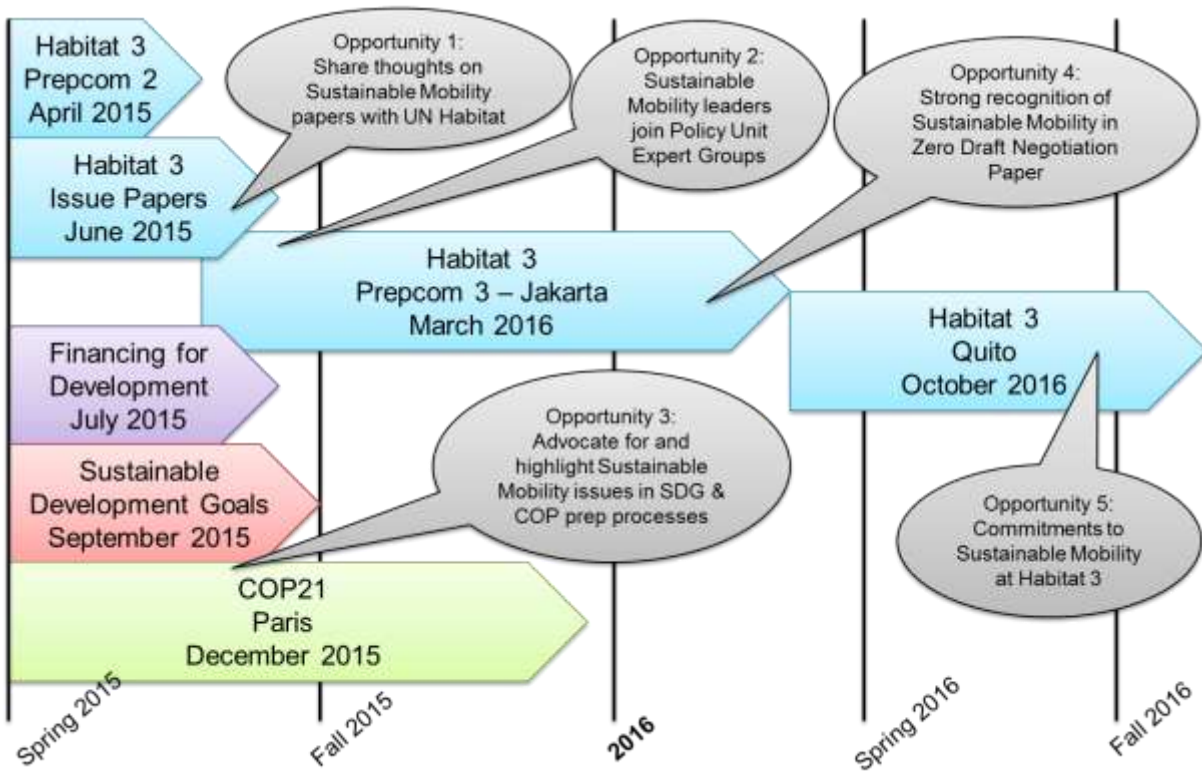 Habitat 3
Prepcom 2
April 2015
Opportunity 1:
Share thoughts on
Sustainable Mobility
papers with UN Habitat
Opportunity 2:
Sustainable
Mobility leaders
join Policy Unit
Expert Groups
Opportunity 4:
Strong recognition of
Sustainable Mobility in
Zero Draft Negotiation
Paper
Habitat 3
Issue Papers
June 2015
Habitat 3
Prepcom 3 – Jakarta
March 2016
Habitat 3
Quito
October 2016
Financing for
Development
July 2015
Opportunity 3:
Advocate for and
highlight Sustainable
Mobility issues in SDG &
COP prep processes
Sustainable
Development Goals
September 2015
Opportunity 5:
Commitments to
Sustainable Mobility
at Habitat 3
COP21
Paris
December 2015
Spring 2015
Fall 2015
2016
Spring 2016
Fall 2016